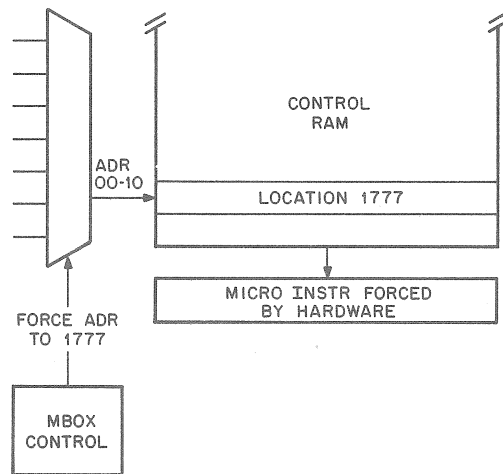 CONTROL
RAM
ADR
00-10
LOCATION 1777
MICRO INSTR FORCED
BY HARDWARE
FORCE ADR
TO 1777
MBOX
CONTROL